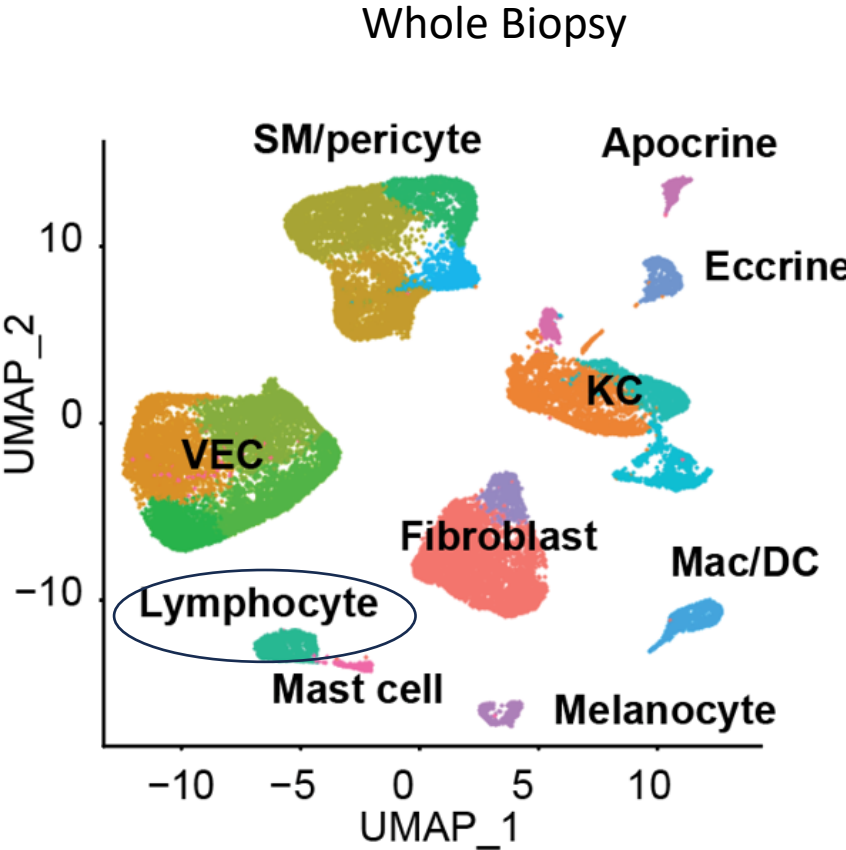 Whole Biopsy
SM/pericyte
Apocrine
Eccrine
KC
VEC
Fibroblast
Mac/DC
Lymphocyte
Mast cell
Melanocyte
10
0
−10
UMAP_2
−10 −5 0 5 10
UMAP_1